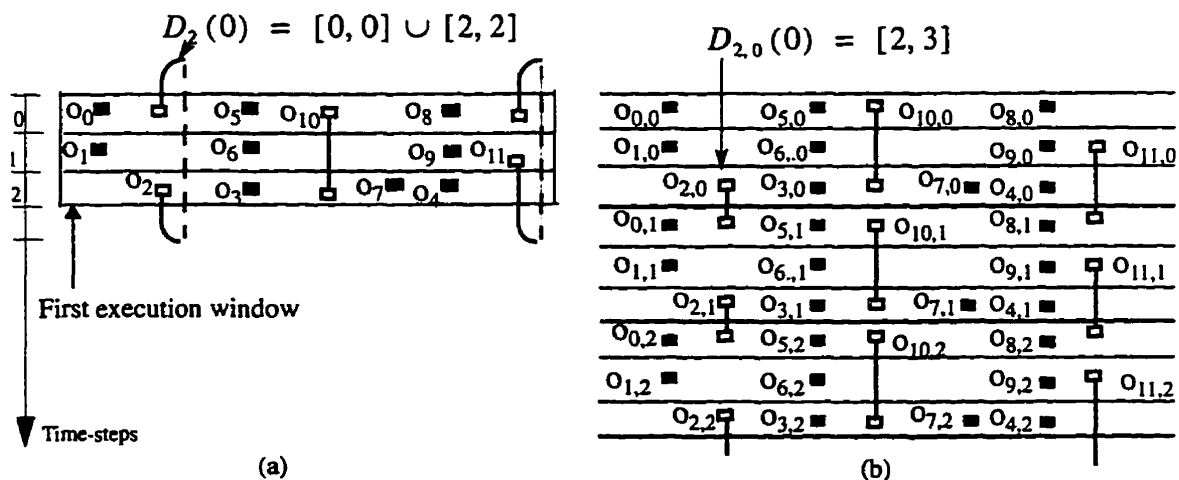 D₂(0) = [0,0] ∪ [2,2]
0
1
2
O₀ O₅ O₁₀ O₈
O₁ O₆ O₉ O₁₁
O₂ O₃ O₇ O₄
First execution window
Time-steps
(a)
D₂,₀(0) = [2,3]
O₀,₀ O₅,₀ O₁₀,₀ O₈,₀
O₁,₀ O₆.,₀ O₉,₀ O₁₁,₀
O₂,₀ O₃,₀ O₇,₀ O₄,₀
O₀,₁ O₅,₁ O₁₀,₁ O₈,₁
O₁,₁ O₆.,₁ O₉,₁ O₁₁,₁
O₂,₁ O₃,₁ O₇,₁ O₄,₁
O₀,₂ O₅,₂ O₁₀,₂ O₈,₂
O₁,₂ O₆,₂ O₉,₂ O₁₁,₂
O₂,₂ O₃,₂ O₇,₂ O₄,₂
(b)